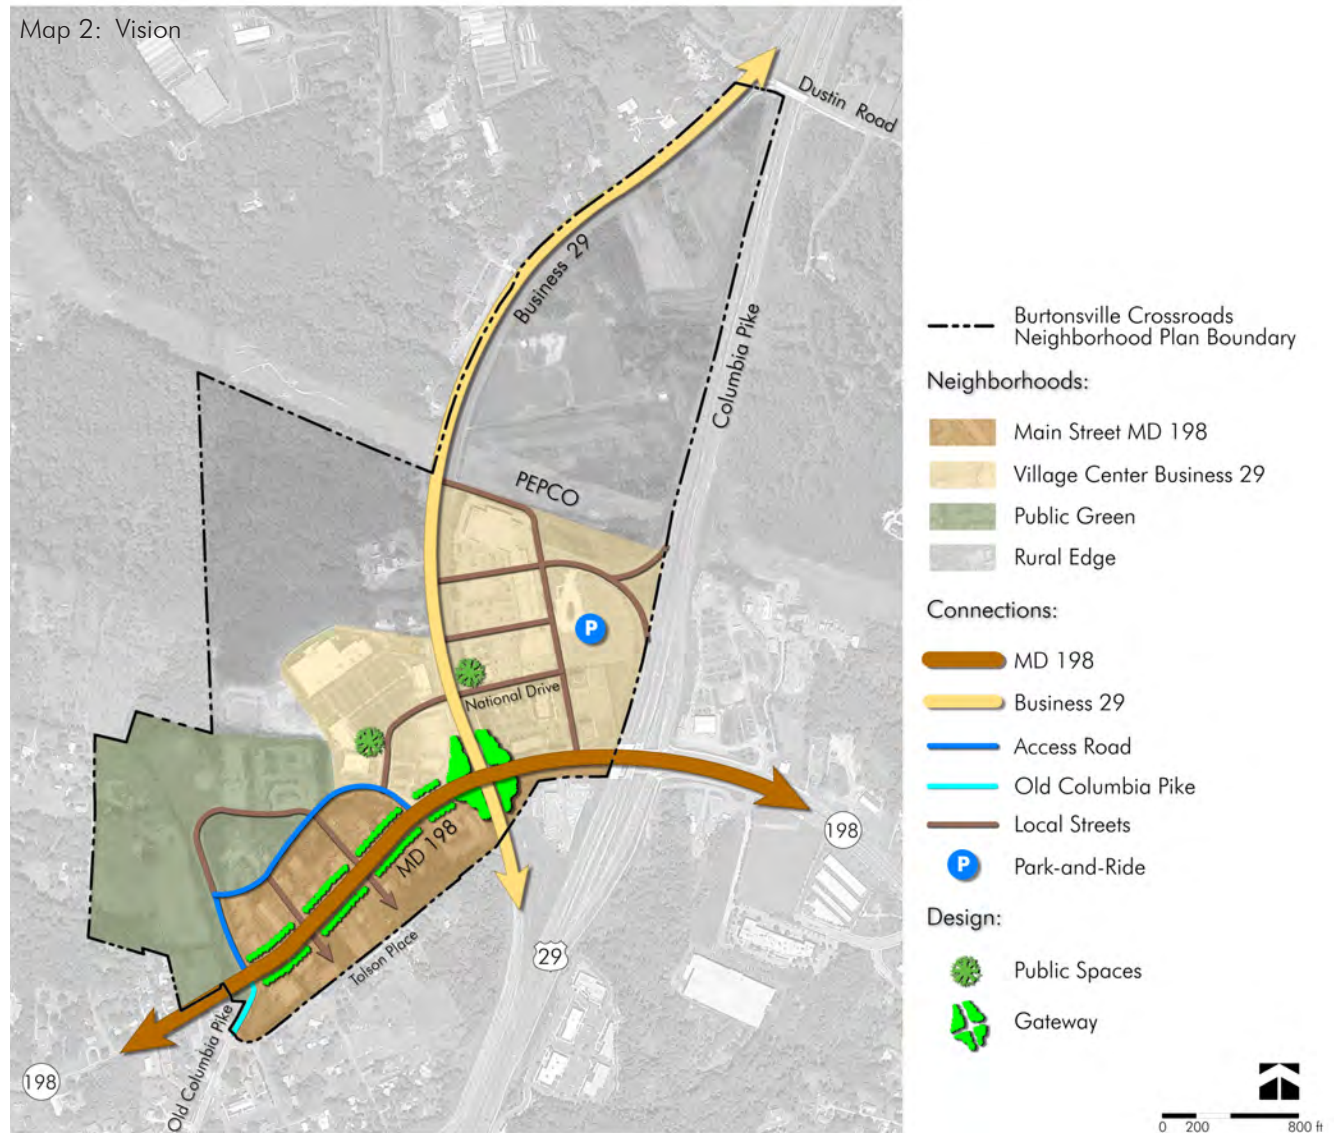 Map 2: Vision
Dustin Road
Business 29
Columbia Pike
PEPCO
P
National Drive
MD 198
198
Tolson Place
29
Old Columbia Pike
198
Burtonsville Crossroads
Neighborhood Plan Boundary
Neighborhoods:
Main Street MD 198
Village Center Business 29
Public Green
Rural Edge
Connections:
MD 198
Business 29
Access Road
Old Columbia Pike
Local Streets
P
Park-and-Ride
Design:
Public Spaces
Gateway
0 200 800 ft